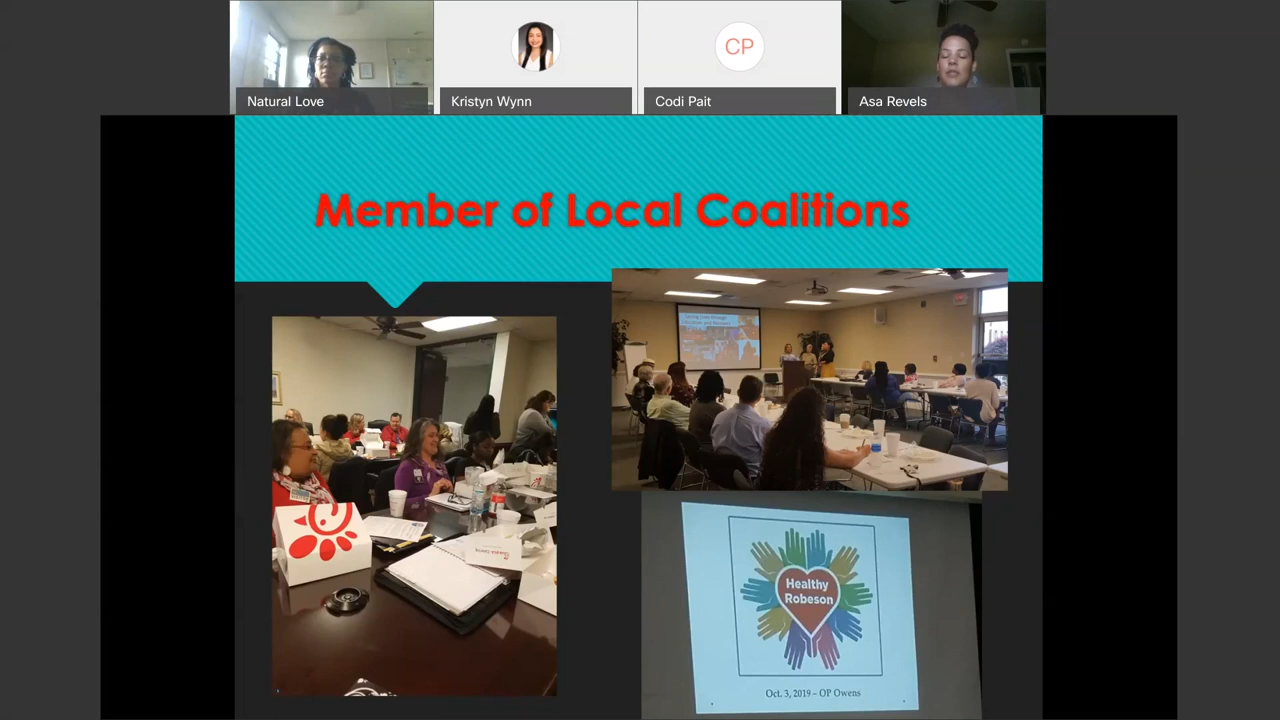 Natural Love
Kristyn Wynn
CP
Codi Pait
Asa Revels
Member of Local Coalitions
Healthy
Robeson
Oct. 3, 2019 – OP Owens